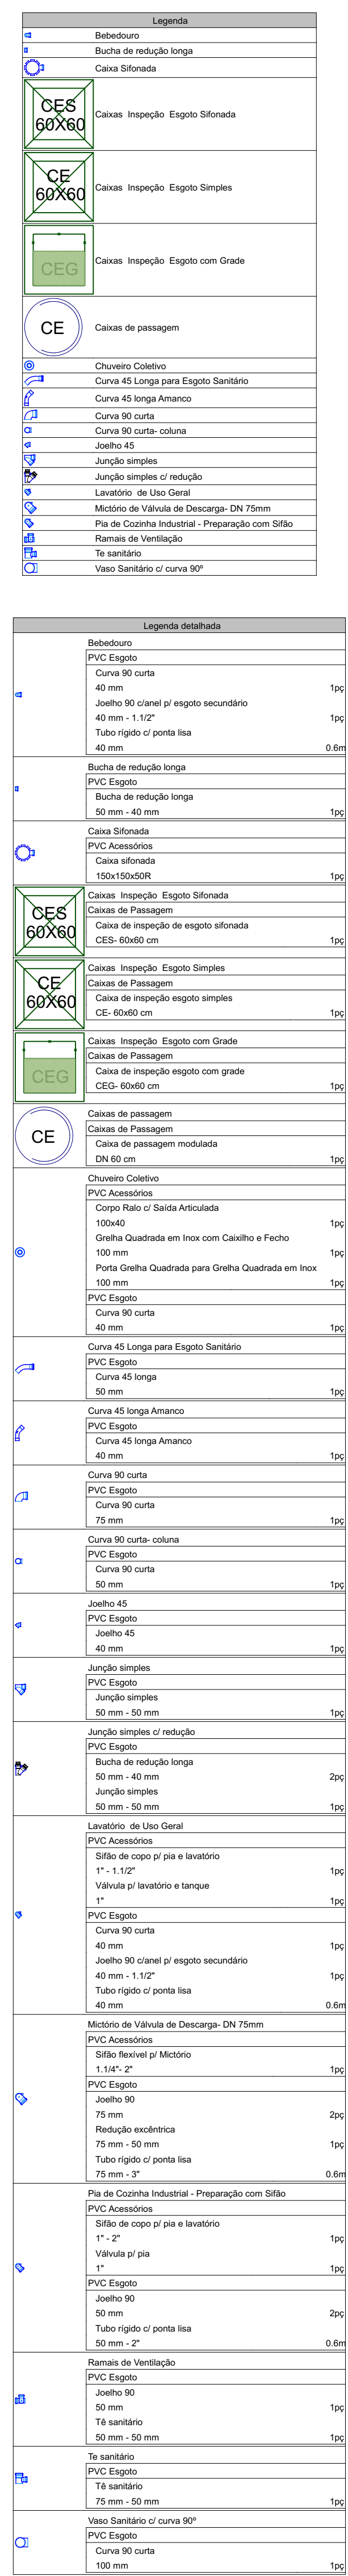 Legenda
Bebedouro
Bucha de redução longa
Caixa Sifonada
CES
60X60
Caixas Inspeção Esgoto Sifonada
CE
60X60
Caixas Inspeção Esgoto Simples
CEG
Caixas Inspeção Esgoto com Grade
CE
Caixas de passagem
Chuveiro Coletivo
Curva 45 Longa para Esgoto Sanitário
Curva 45 longa Amanco
Curva 90 curta
Curva 90 curta- coluna
Joelho 45
Junção simples
Junção simples c/ redução
Lavatório de Uso Geral
Mictório de Válvula de Descarga- DN 75mm
Pia de Cozinha Industrial - Preparação com Sifão
Ramais de Ventilação
Te sanitário
Vaso Sanitário c/ curva 90º
Legenda detalhada
Bebedouro
PVC Esgoto
Curva 90 curta
40 mm 1pç
Joelho 90 c/anel p/ esgoto secundário
40 mm - 1.1/2" 1pç
Tubo rígido c/ ponta lisa
40 mm 0.6m
Bucha de redução longa
PVC Esgoto
Bucha de redução longa
50 mm - 40 mm 1pç
Caixa Sifonada
PVC Acessórios
Caixa sifonada
150x150x50R 1pç
CES
60X60
Caixas Inspeção Esgoto Sifonada
Caixas de Passagem
Caixa de inspeção de esgoto sifonada
CES- 60x60 cm 1pç
CE
60X60
Caixas Inspeção Esgoto Simples
Caixas de Passagem
Caixa de inspeção esgoto simples
CE- 60x60 cm 1pç
CEG
Caixas Inspeção Esgoto com Grade
Caixas de Passagem
Caixa de inspeção esgoto com grade
CEG- 60x60 cm 1pç
CE
Caixas de passagem
Caixas de Passagem
Caixa de passagem modulada
DN 60 cm 1pç
Chuveiro Coletivo
PVC Acessórios
Corpo Ralo c/ Saída Articulada
100x40 1pç
Grelha Quadrada em Inox com Caixilho e Fecho
100 mm 1pç
Porta Grelha Quadrada para Grelha Quadrada em Inox
100 mm 1pç
PVC Esgoto
Curva 90 curta
40 mm 1pç
Curva 45 Longa para Esgoto Sanitário
PVC Esgoto
Curva 45 longa
50 mm 1pç
Curva 45 longa Amanco
PVC Esgoto
Curva 45 longa Amanco
40 mm 1pç
Curva 90 curta
PVC Esgoto
Curva 90 curta
75 mm 1pç
Curva 90 curta- coluna
PVC Esgoto
Curva 90 curta
50 mm 1pç
Joelho 45
PVC Esgoto
Joelho 45
40 mm 1pç
Junção simples
PVC Esgoto
Junção simples
50 mm - 50 mm 1pç
Junção simples c/ redução
PVC Esgoto
Bucha de redução longa
50 mm - 40 mm 2pç
Junção simples
50 mm - 50 mm 1pç
Lavatório de Uso Geral
PVC Acessórios
Sifão de copo p/ pia e lavatório
1" - 1.1/2" 1pç
Válvula p/ lavatório e tanque
1" 1pç
PVC Esgoto
Curva 90 curta
40 mm 1pç
Joelho 90 c/anel p/ esgoto secundário
40 mm - 1.1/2" 1pç
Tubo rígido c/ ponta lisa
40 mm 0.6m
Mictório de Válvula de Descarga- DN 75mm
PVC Acessórios
Sifão flexível p/ Mictório
1.1/4"- 2" 1pç
PVC Esgoto
Joelho 90
75 mm 2pç
Redução excêntrica
75 mm - 50 mm 1pç
Tubo rígido c/ ponta lisa
75 mm - 3" 0.6m
Pia de Cozinha Industrial - Preparação com Sifão
PVC Acessórios
Sifão de copo p/ pia e lavatório
1" - 2" 1pç
Válvula p/ pia
1" 1pç
PVC Esgoto
Joelho 90
50 mm 2pç
Tubo rígido c/ ponta lisa
50 mm - 2" 0.6m
Ramais de Ventilação
PVC Esgoto
Joelho 90
50 mm 1pç
Tê sanitário
50 mm - 50 mm 1pç
Te sanitário
PVC Esgoto
Tê sanitário
75 mm - 50 mm 1pç
Vaso Sanitário c/ curva 90º
PVC Esgoto
Curva 90 curta
100 mm 1pç